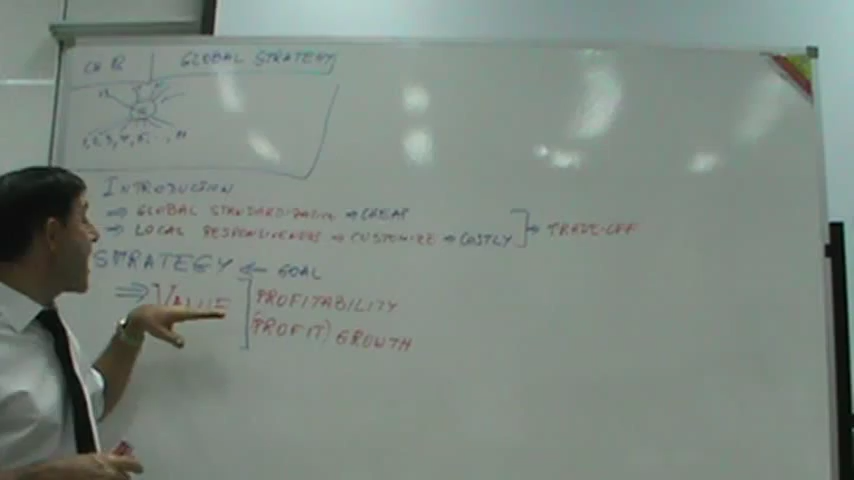 CH 12 GLOBAL STRATEGY
1, 2, 3, 4, 5, ..., n
INTRODUCTION
⇒ GLOBAL STANDARDIZATION ⇒ CHEAP
⇒ LOCAL RESPONSIVENESS → CUSTOMIZE → COSTLY ] → TRADE-OFF
STRATEGY ← GOAL
⇒ VALUE [ PROFITABILITY
(PROFIT) GROWTH